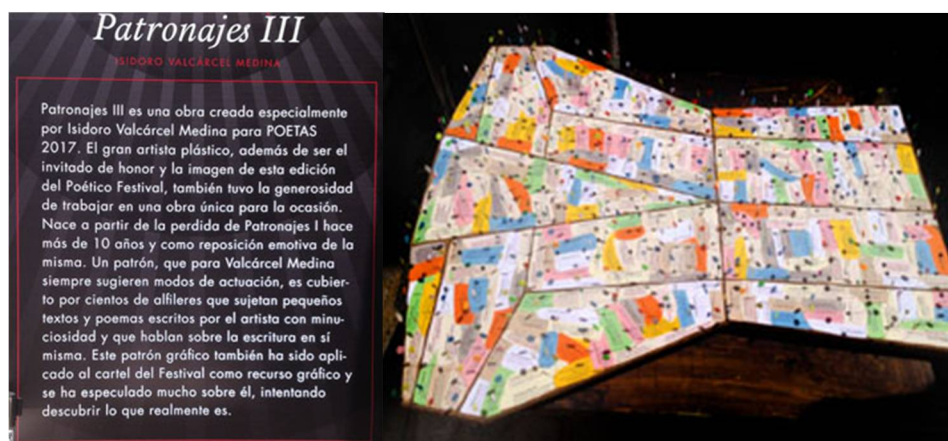 Patronajes III
ISIDORO VALCÁRCEL MEDINA
Patronajes III es una obra creada especialmente
por Isidoro Valcárcel Medina para POETAS
2017. El gran artista plástico, además de ser el
invitado de honor y la imagen de esta edición
del Poético Festival, también tuvo la generosidad
de trabajar en una obra única para la ocasión.
Nace a partir de la perdida de Patronajes I hace
más de 10 años y como reposición emotiva de la
misma. Un patrón, que para Valcárcel Medina
siempre sugieren modos de actuación, es cubier-
to por cientos de alfileres que sujetan pequeños
textos y poemas escritos por el artista con minu-
ciosidad y que hablan sobre la escritura en sí
misma. Este patrón gráfico también ha sido apli-
cado al cartel del Festival como recurso gráfico y
se ha especulado mucho sobre él, intentando
descubrir lo que realmente es.